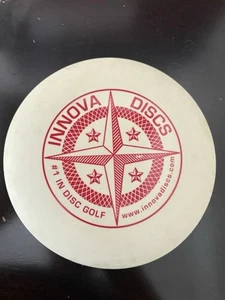 INNOVA DISCS
#1 IN DISC GOLF
www.innovadiscs.com